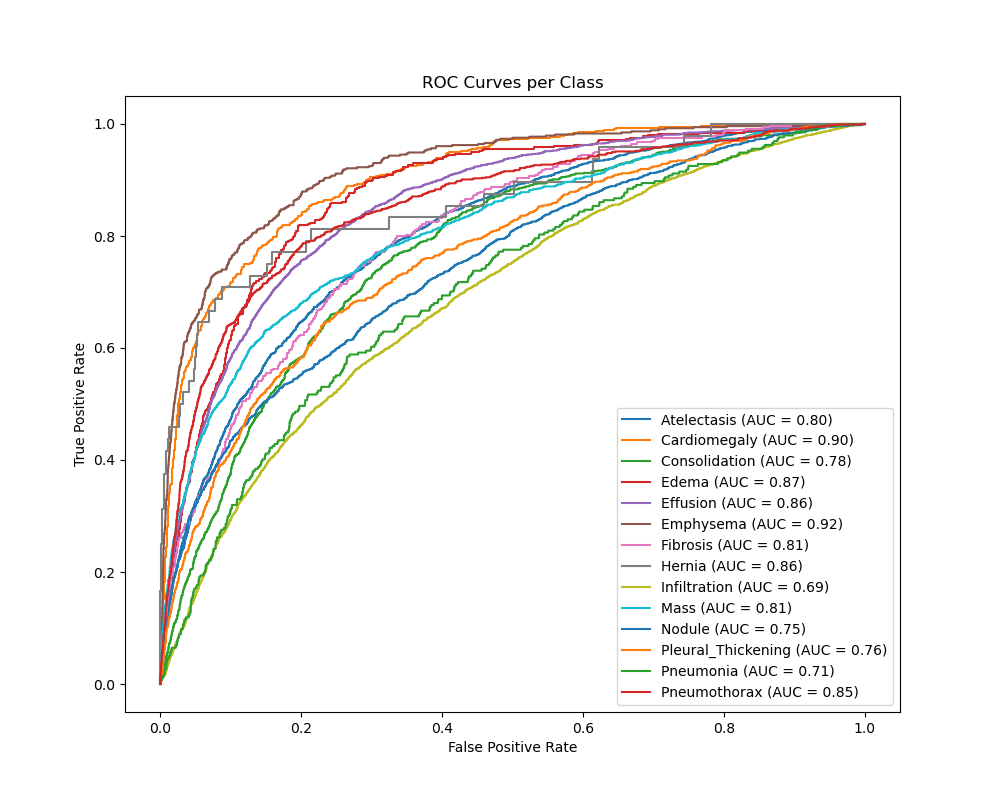 ROC Curves per Class
True Positive Rate
1.0
0.8
0.6
0.4
0.2
0.0
Atelectasis (AUC = 0.80)
Cardiomegaly (AUC = 0.90)
Consolidation (AUC = 0.78)
Edema (AUC = 0.87)
Effusion (AUC = 0.86)
Emphysema (AUC = 0.92)
Fibrosis (AUC = 0.81)
Hernia (AUC = 0.86)
Infiltration (AUC = 0.69)
Mass (AUC = 0.81)
Nodule (AUC = 0.75)
Pleural_Thickening (AUC = 0.76)
Pneumonia (AUC = 0.71)
Pneumothorax (AUC = 0.85)
0.0 0.2 0.4 0.6 0.8 1.0
False Positive Rate